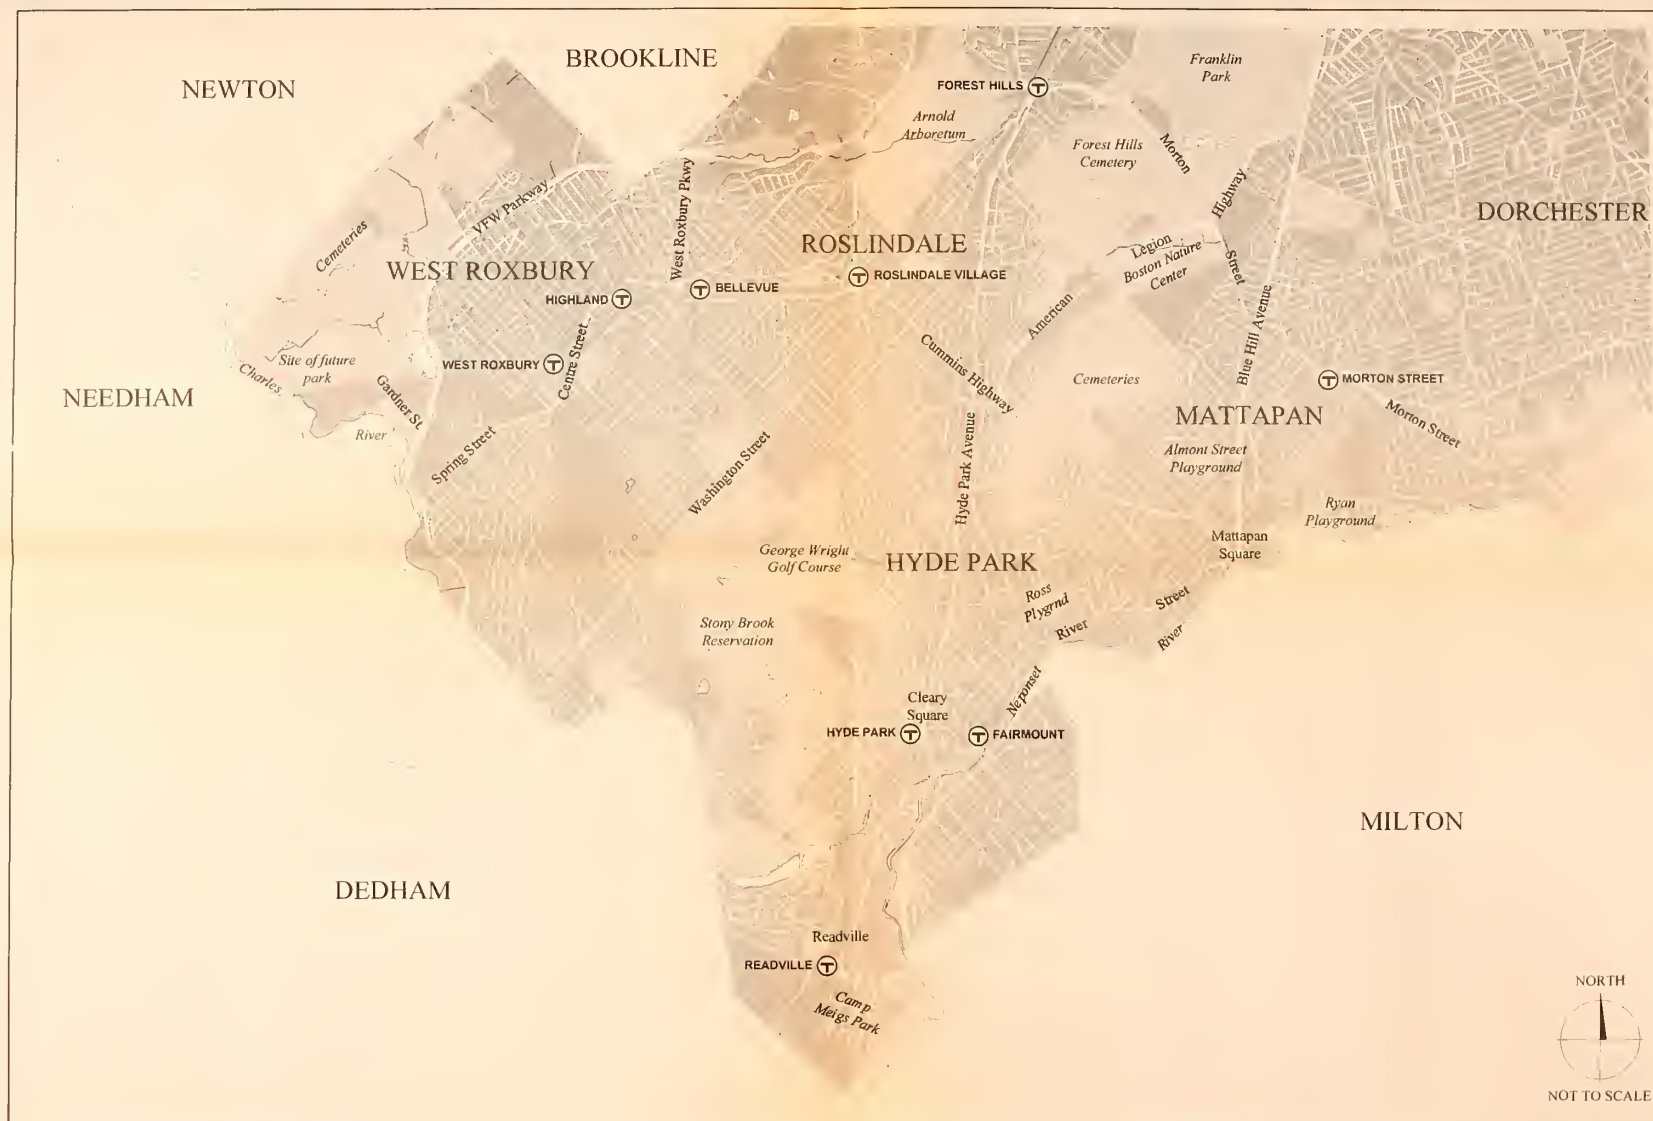 BROOKLINE
NEWTON
FOREST HILLS
Franklin
Park
Arnold
Arboretum
Forest Hills
Cemetery
Morton
Highway
VFW Parkway
West Roxbury Pkwy
DORCHESTER
Cemeteries
WEST ROXBURY
ROSLINDALE
Legion
Boston Nature
Center
Street
HIGHLAND
BELLEVUE
ROSLINDALE VILLAGE
American
Blue Hill Avenue
Site of future
park
Charles
River
NEEDHAM
Gardner St.
WEST ROXBURY
Centre Street
Cummins Highway
Cemeteries
MORTON STREET
MATTAPAN
Morton Street
Spring Street
Washington Street
Hyde Park Avenue
Almont Street
Playground
Ryan
Playground
Mattapan
Square
George Wright
Golf Course
HYDE PARK
Ross
Plygrnd
River
Street
River
Stony Brook
Reservation
Neponset
Cleary
Square
HYDE PARK
FAIRMOUNT
MILTON
DEDHAM
Readville
READVILLE
Camp
Meigs Park
NORTH
NOT TO SCALE